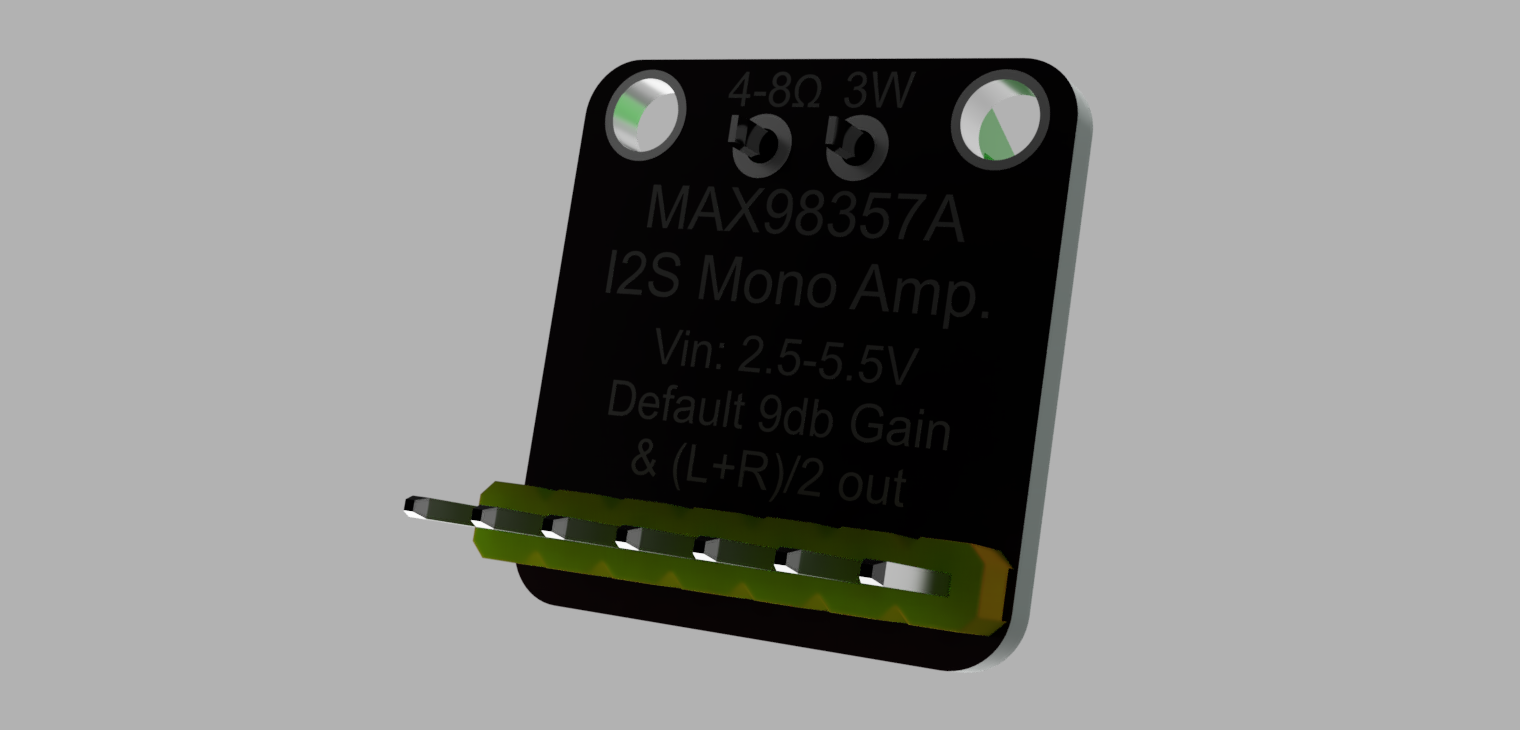 4-8Ω 3W
MAX98357A
I2S Mono Amp.
Vin: 2.5-5.5V
Default 9db Gain
& (L+R)/2 out